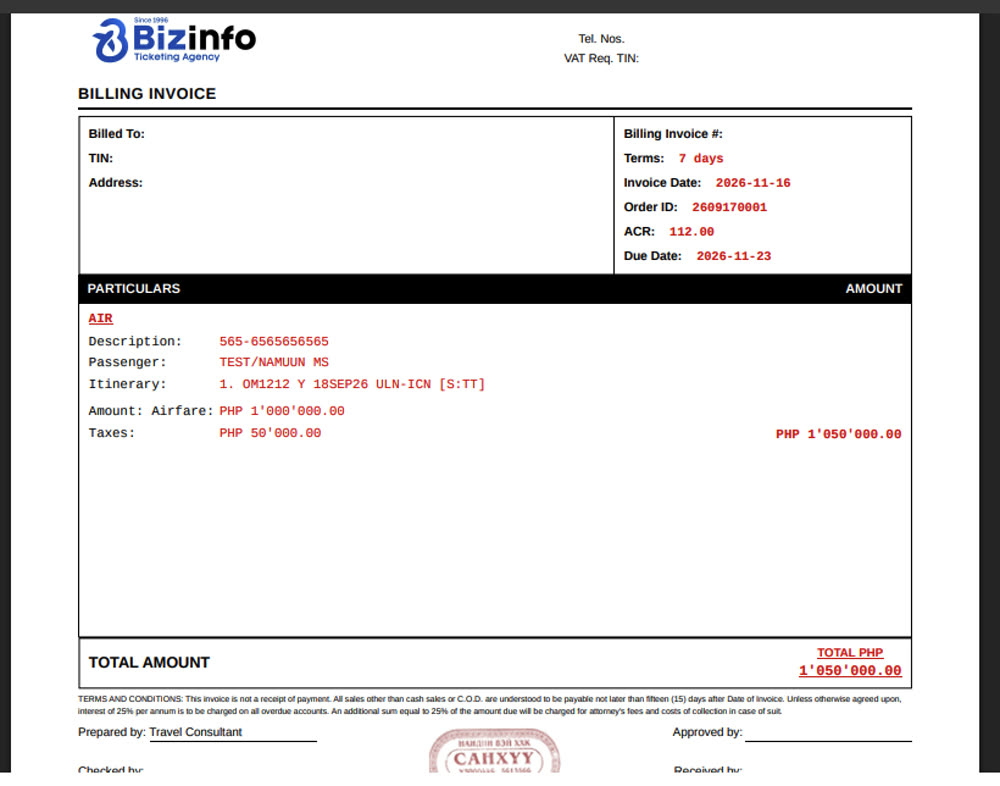 Since 1996
Bizinfo
Ticketing Agency
Tel. Nos.
VAT Req. TIN:
BILLING INVOICE
Billed To:
TIN:
Address:
Billing Invoice #:
Terms: 7 days
Invoice Date: 2026-11-16
Order ID: 2609170001
ACR: 112.00
Due Date: 2026-11-23
PARTICULARS AMOUNT
AIR
Description: 565-6565656565
Passenger: TEST/NAMUUN MS
Itinerary: 1. OM1212 Y 18SEP26 ULN-ICN [S:TT]
Amount: Airfare: PHP 1'000'000.00
Taxes: PHP 50'000.00 PHP 1'050'000.00
TOTAL AMOUNT
TOTAL PHP
1'050'000.00
TERMS AND CONDITIONS: This invoice is not a receipt of payment. All sales other than cash sales or C.O.D. are understood to be payable not later than fifteen (15) days after Date of Invoice. Unless otherwise agreed upon,
interest of 25% per annum is to be charged on all overdue accounts. An additional sum equal to 25% of the amount due will be charged for attorney's fees and costs of collection in case of suit.
Prepared by: Travel Consultant Approved by:
САНХҮҮ
Checked by: Received by: